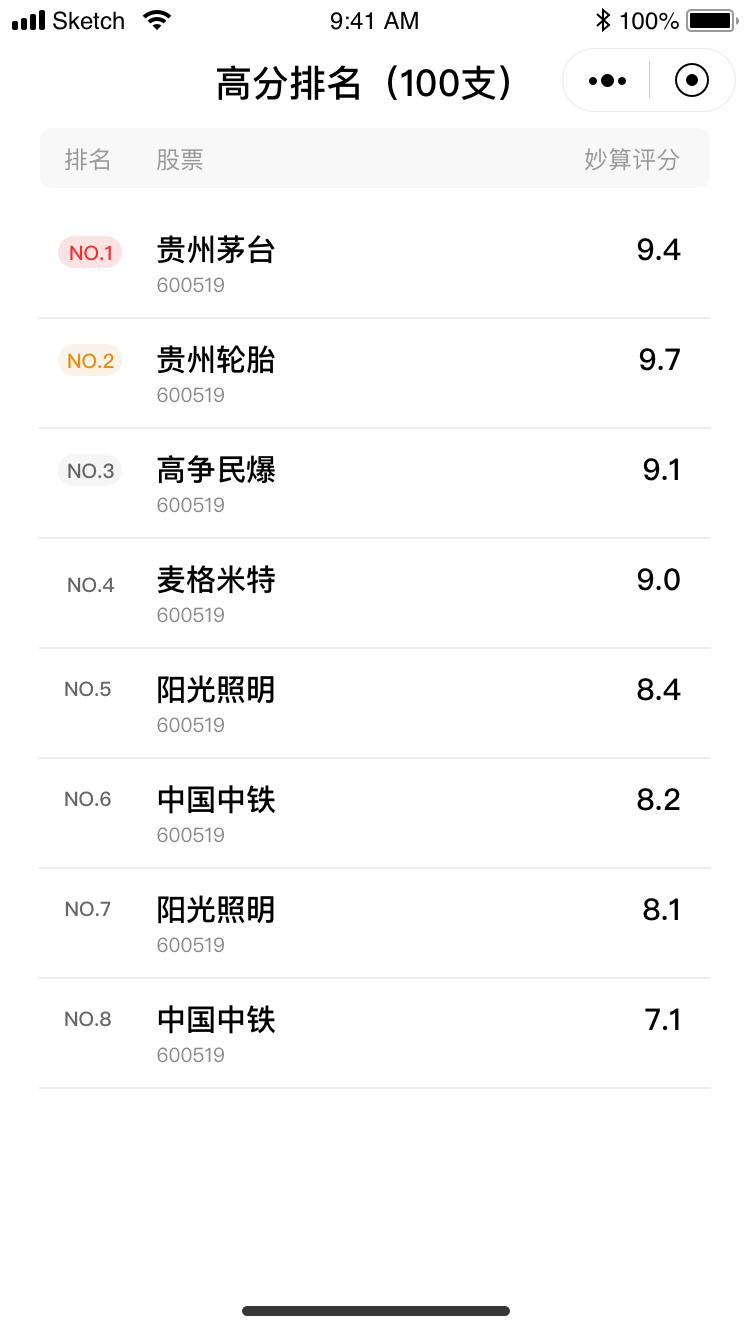 Sketch 9:41 AM 100%
高分排名（100支）
排名 股票 妙算评分
NO.1 贵州茅台 9.4
600519
NO.2 贵州轮胎 9.7
600519
NO.3 高争民爆 9.1
600519
NO.4 麦格米特 9.0
600519
NO.5 阳光照明 8.4
600519
NO.6 中国中铁 8.2
600519
NO.7 阳光照明 8.1
600519
NO.8 中国中铁 7.1
600519